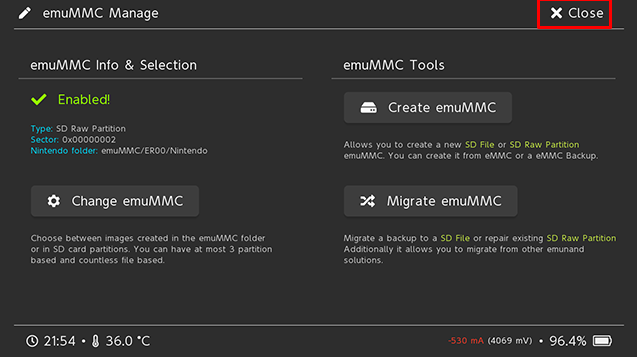 emuMMC Manage
Close
emuMMC Info & Selection
Enabled!
Type: SD Raw Partition
Sector: 0x00000002
Nintendo folder: emuMMC/ER00/Nintendo
Change emuMMC
Choose between images created in the emuMMC folder
or in SD card partitions. You can have at most 3 partition
based and countless file based.
emuMMC Tools
Create emuMMC
Allows you to create a new SD File or SD Raw Partition
emuMMC. You can create it from eMMC or a eMMC Backup.
Migrate emuMMC
Migrate a backup to a SD File or repair existing SD Raw Partition
Additionally it allows you to migrate from other emunand
solutions.
21:54 • 36.0 °C
-530 mA (4069 mV) • 96.4%